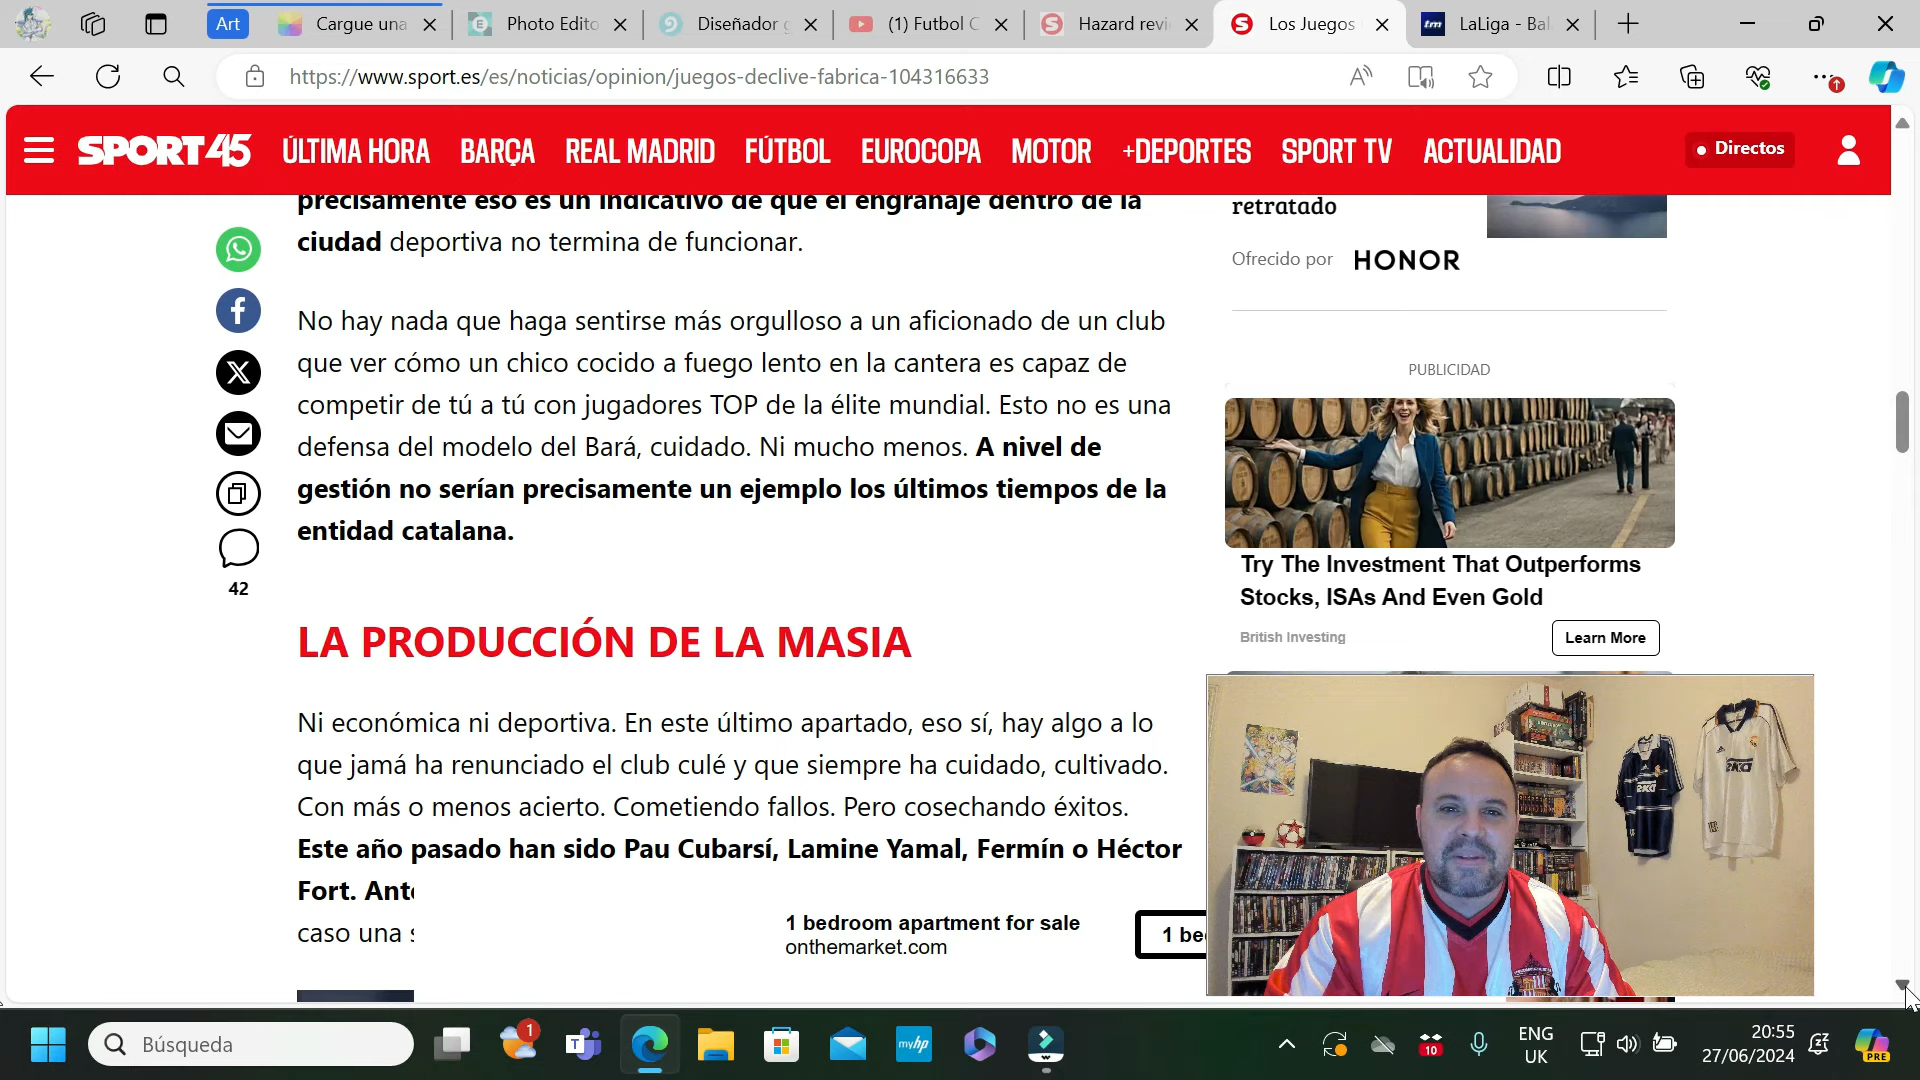 Art
Cargue una
Photo Edito
Diseñador g
(1) Futbol C
Hazard revi
Los Juegos
LaLiga - Bal
https://www.sport.es/es/noticias/opinion/juegos-declive-fabrica-104316633
SPORT 45
ÚLTIMA HORA
BARÇA
REAL MADRID
FÚTBOL
EUROCOPA
MOTOR
+DEPORTES
SPORT TV
ACTUALIDAD
Directos
precisamente eso es un indicativo de que el engranaje dentro de la
ciudad deportiva no termina de funcionar.
No hay nada que haga sentirse más orgulloso a un aficionado de un club
que ver cómo un chico cocido a fuego lento en la cantera es capaz de
competir de tú a tú con jugadores TOP de la élite mundial. Esto no es una
defensa del modelo del Bará, cuidado. Ni mucho menos. A nivel de
gestión no serían precisamente un ejemplo los últimos tiempos de la
entidad catalana.
42
LA PRODUCCIÓN DE LA MASIA
Ni económica ni deportiva. En este último apartado, eso sí, hay algo a lo
que jamá ha renunciado el club culé y que siempre ha cuidado, cultivado.
Con más o menos acierto. Cometiendo fallos. Pero cosechando éxitos.
Este año pasado han sido Pau Cubarsí, Lamine Yamal, Fermín o Héctor
Fort. Ante
caso una s
1 bedroom apartment for sale
onthemarket.com
1 be
retratado
Ofrecido por HONOR
PUBLICIDAD
Try The Investment That Outperforms
Stocks, ISAs And Even Gold
British Investing
Learn More
Búsqueda
1
T
myhp
10
ENG
UK
20:55
27/06/2024
PRE